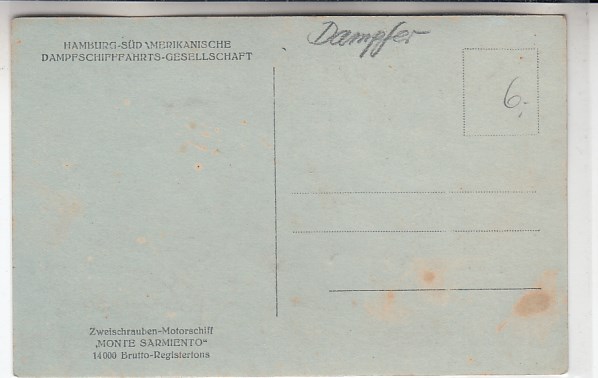 HAMBURG-SÜDAMERIKANISCHE
DAMPFSCHIFFFAHRTS-GESELLSCHAFT
Dampfer
6,-
Zweischrauben-Motorschiff
„MONTE SARMIENTO“
14000 Brutto-Registertons